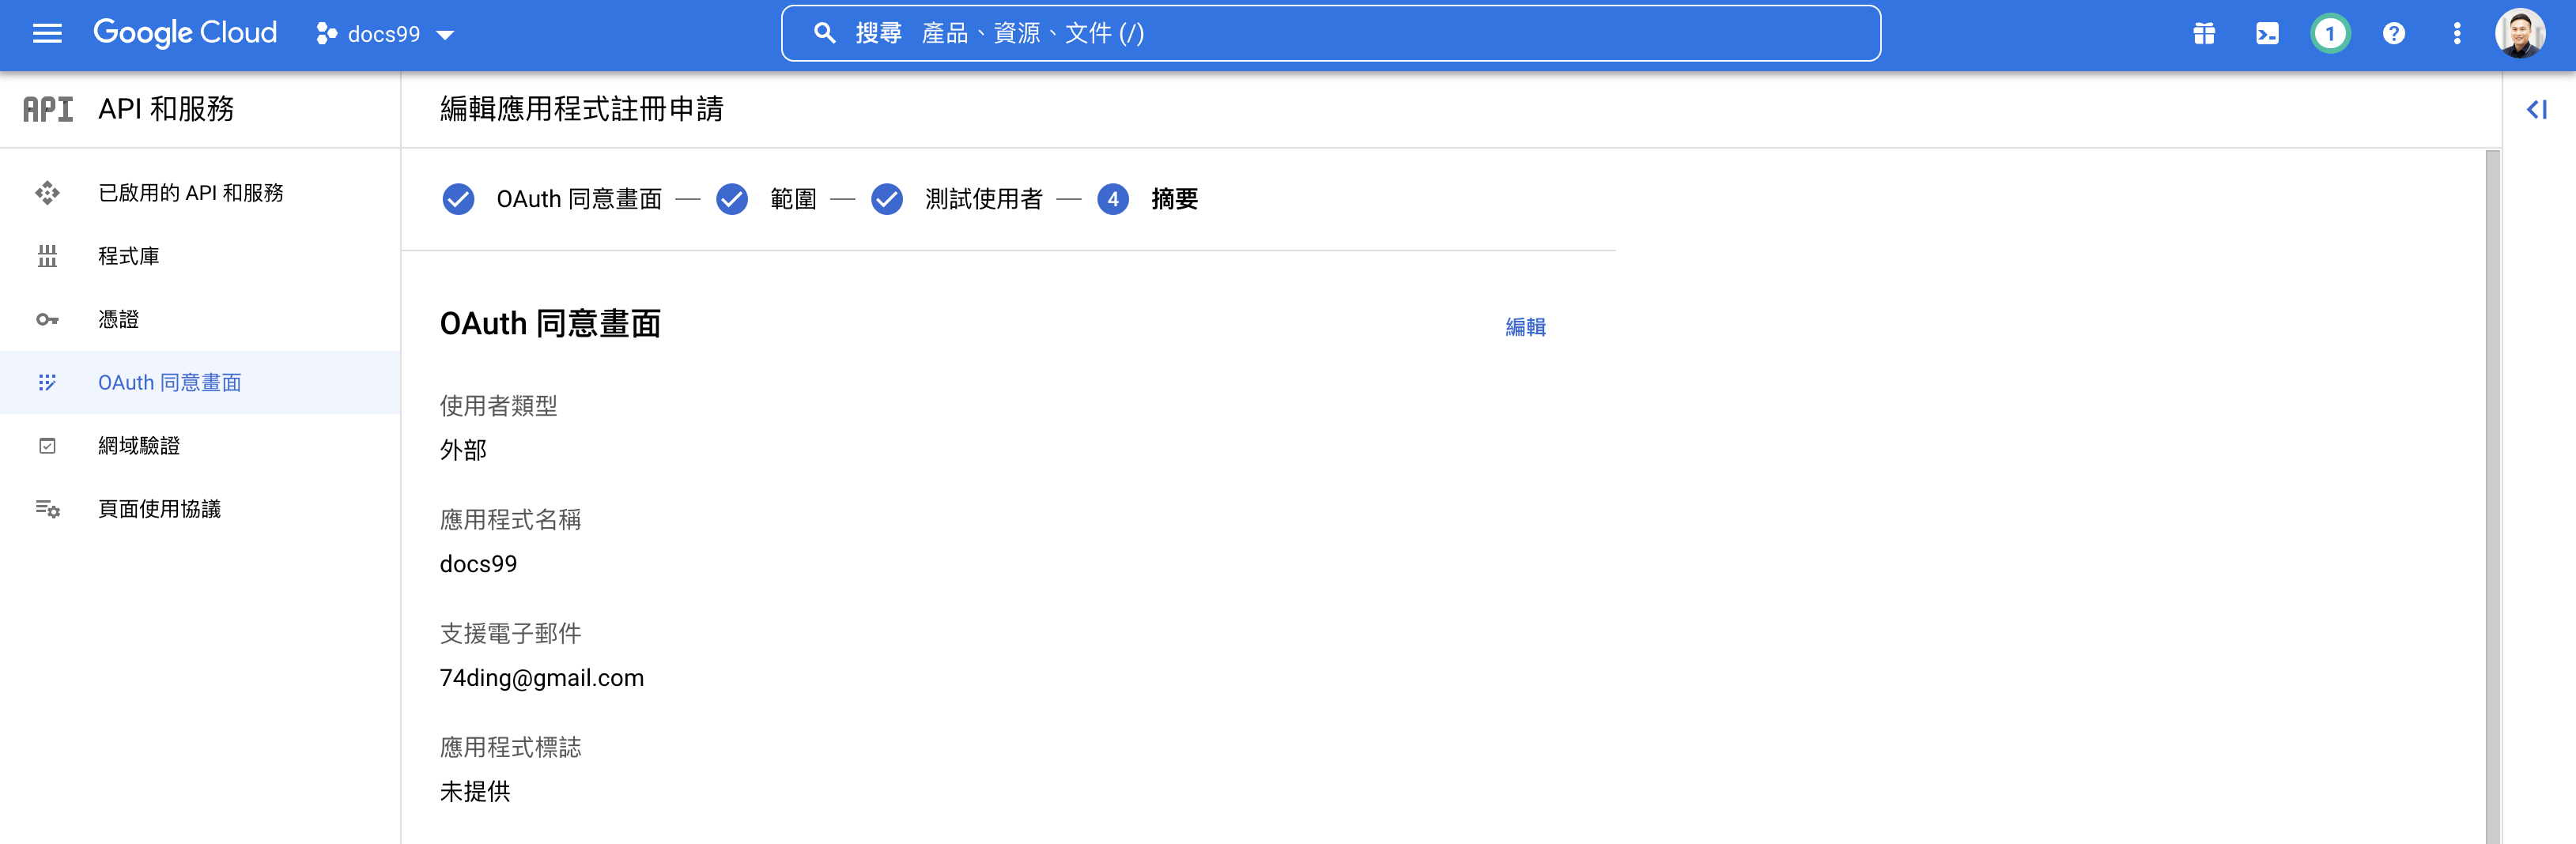 Google Cloud docs99 搜尋 產品、資源、文件 (/) 1
API API 和服務
編輯應用程式註冊申請
已啟用的 API 和服務
程式庫
憑證
OAuth 同意畫面
網域驗證
頁面使用協議
OAuth 同意畫面 — 範圍 — 測試使用者 — 4 摘要
OAuth 同意畫面 編輯
使用者類型
外部
應用程式名稱
docs99
支援電子郵件
74ding@gmail.com
應用程式標誌
未提供